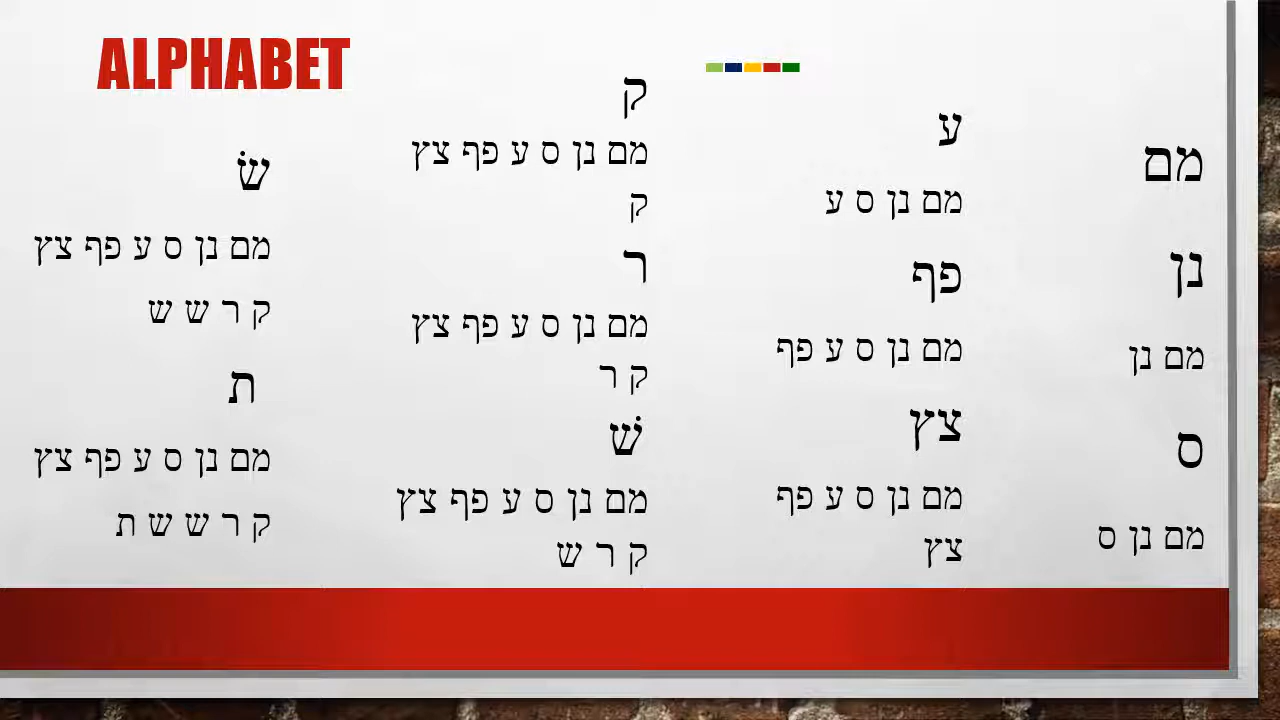 ALPHABET
מם
נן
מם נן
ס
מם נן ס
ע
מם נן ס ע
פף
מם נן ס ע פף
צץ
מם נן ס ע פף
צץ
ק
מם נן ס ע פף צץ
ק
ר
מם נן ס ע פף צץ
ק ר
שׁ
מם נן ס ע פף צץ
ק ר ש
שׂ
מם נן ס ע פף צץ
ק ר ש ש
ת
מם נן ס ע פף צץ
ק ר ש ש ת